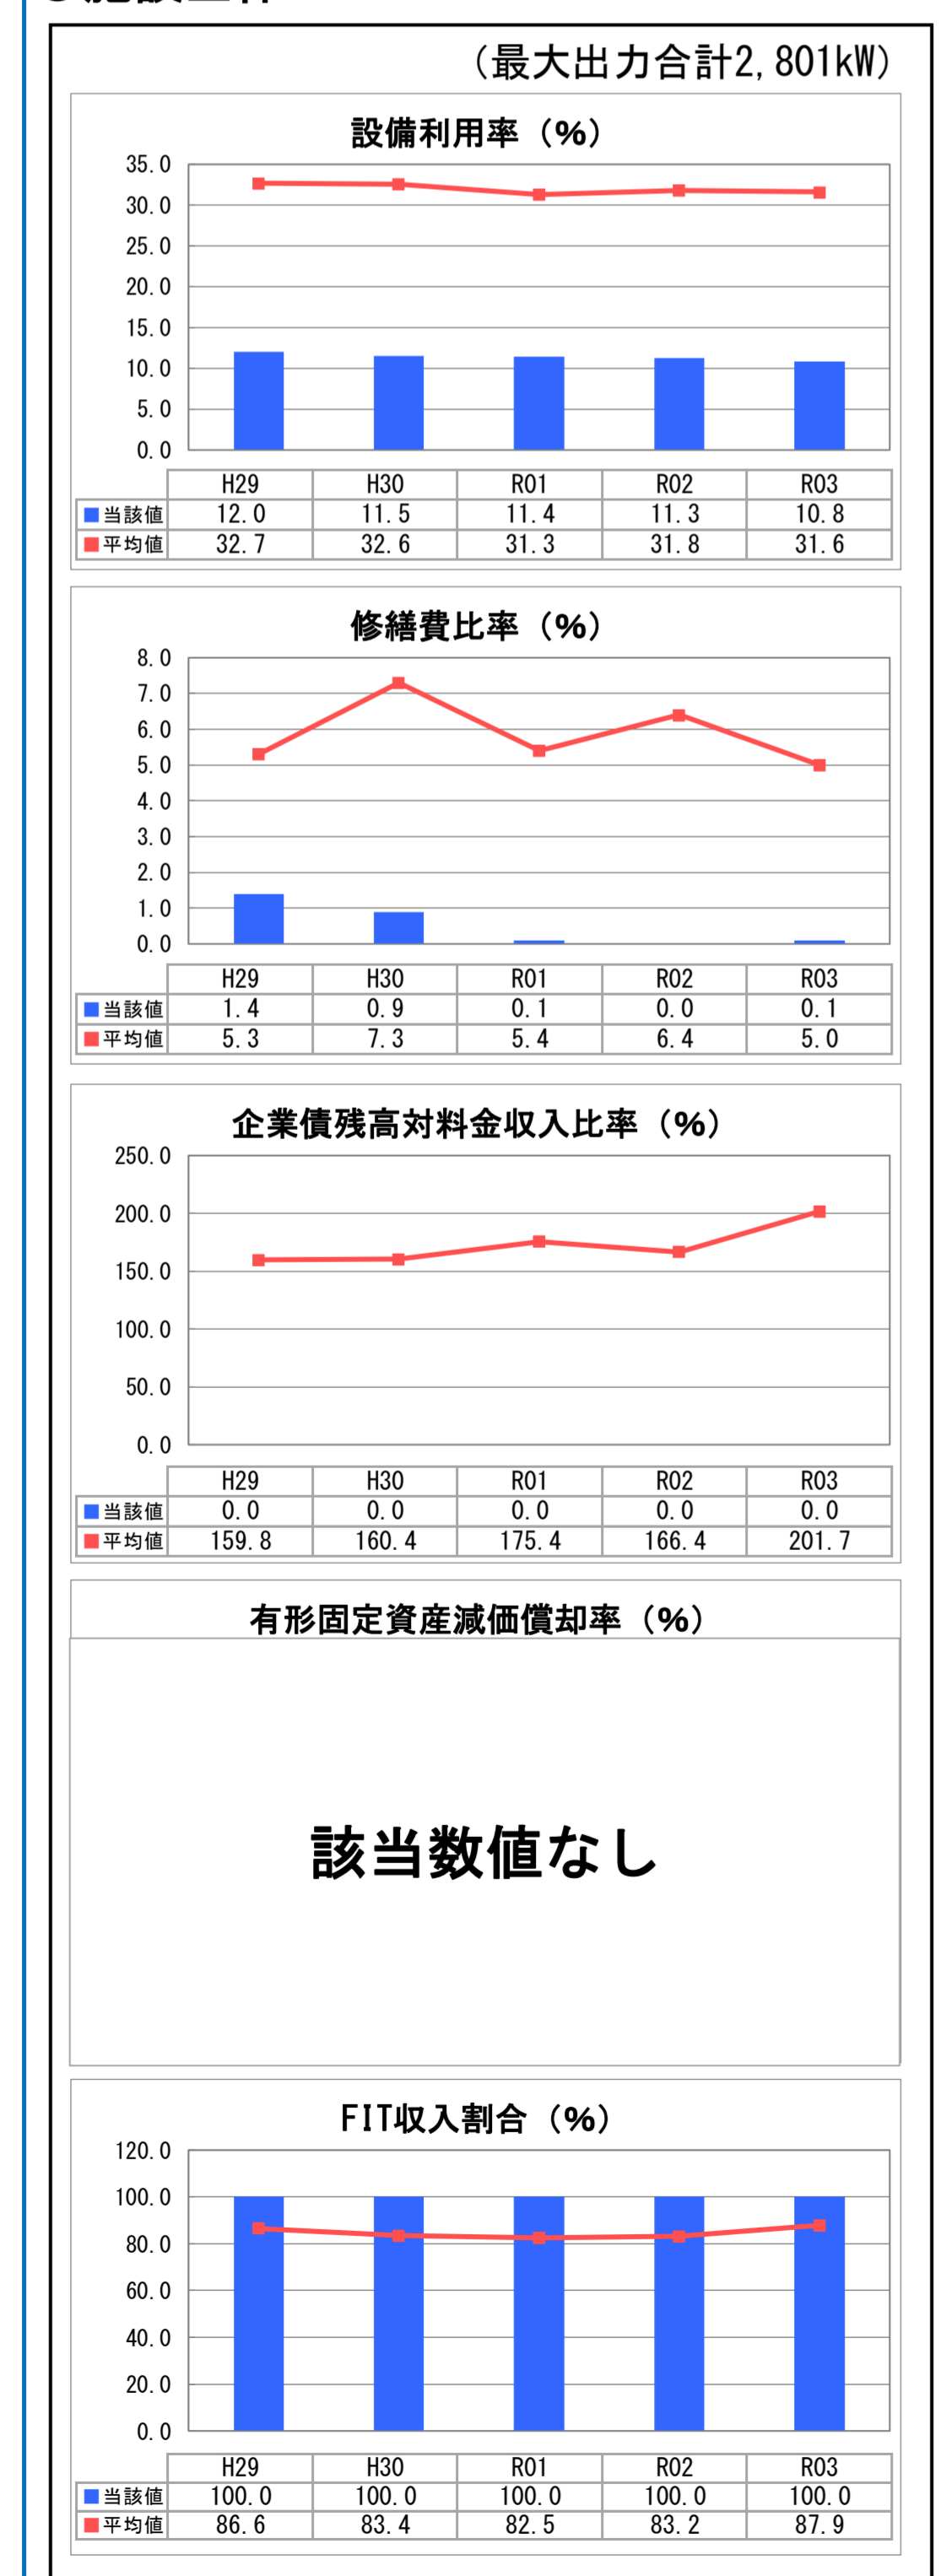 (最大出力合計2,801kW)
設備利用率（%）
35.0
30.0
25.0
20.0
15.0
10.0
5.0
0.0
H29 H30 R01 R02 R03
当該値 12.0 11.5 11.4 11.3 10.8
平均値 32.7 32.6 31.3 31.8 31.6
修繕費比率（%）
8.0
7.0
6.0
5.0
4.0
3.0
2.0
1.0
0.0
H29 H30 R01 R02 R03
当該値 1.4 0.9 0.1 0.0 0.1
平均値 5.3 7.3 5.4 6.4 5.0
企業債残高対料金収入比率（%）
250.0
200.0
150.0
100.0
50.0
0.0
H29 H30 R01 R02 R03
当該値 0.0 0.0 0.0 0.0 0.0
平均値 159.8 160.4 175.4 166.4 201.7
有形固定資産減価償却率（%）
該当数値なし
FIT収入割合（%）
120.0
100.0
80.0
60.0
40.0
20.0
0.0
H29 H30 R01 R02 R03
当該値 100.0 100.0 100.0 100.0 100.0
平均値 86.6 83.4 82.5 83.2 87.9